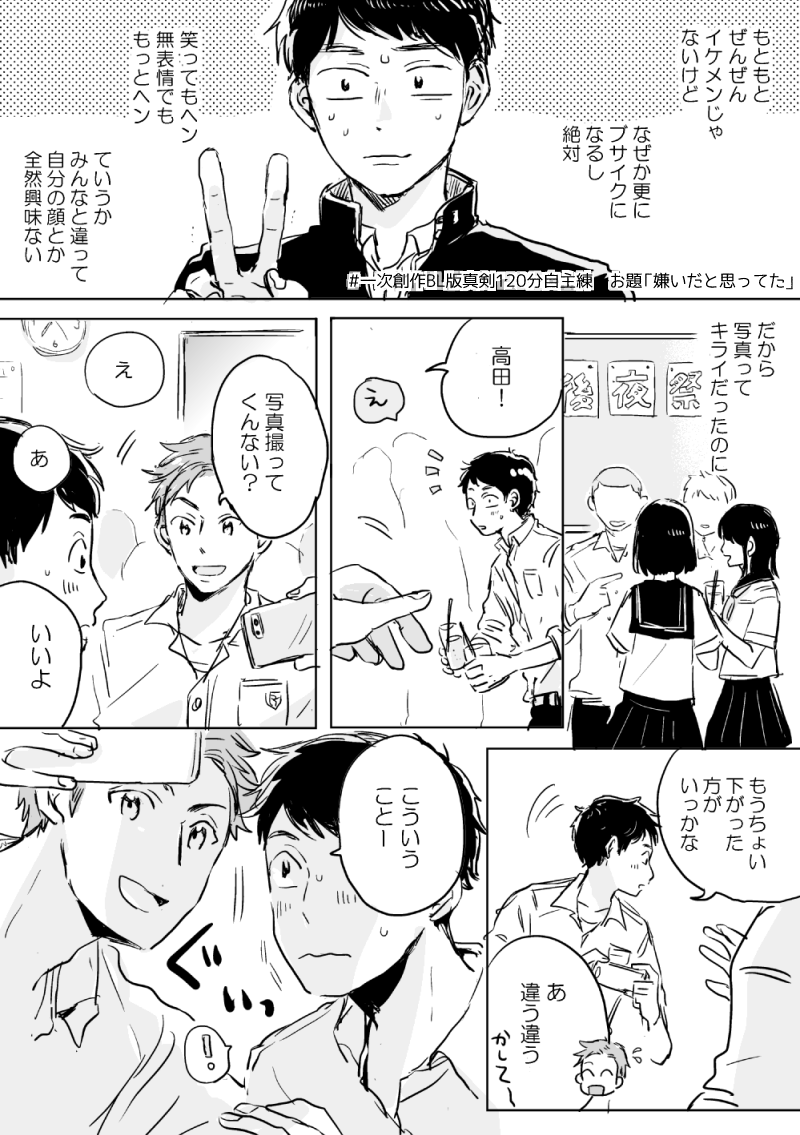 もともと
ぜんぜん
イケメンじゃ
ないけど
なぜか更に
ブサイクに
なるし
絶対
笑ってもヘン
無表情でも
もっとヘン
ていうか
みんなと違って
自分の顔とか
全然興味ない
#一次創作BL版真剣120分自主練　お題「嫌いだと思ってた」
だから
写真って
キライだったのに
後夜祭
高田!
え
写真撮って
くんない?
え
あ
いいよ
もうちょい
下がった
方が
いっかな
あ
違う違う
かして〜
こういう
ことー
ぐいっ
!